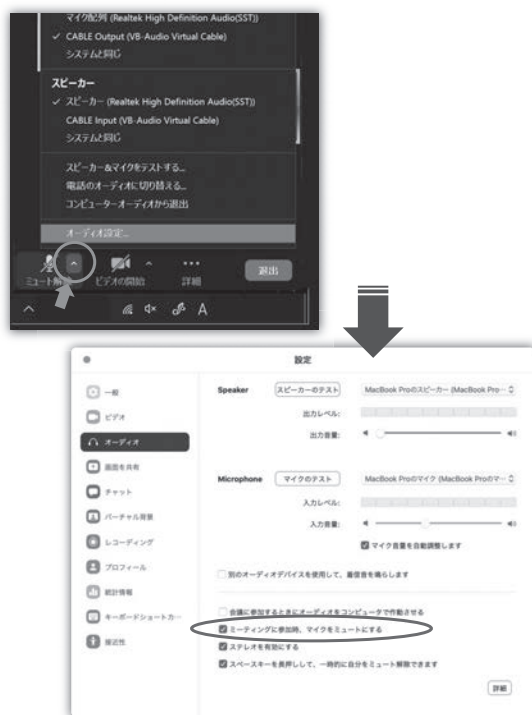 マイク配列 (Realtek High Definition Audio(SST))
✓ CABLE Output (VB-Audio Virtual Cable)
システムと同じ
スピーカー
✓ スピーカー (Realtek High Definition Audio(SST))
CABLE Input (VB-Audio Virtual Cable)
システムと同じ
スピーカー&マイクをテストする...
電話のオーディオに切り替える...
コンピューターオーディオから退出
オーディオ設定...
ミュート解除 ビデオの開始 詳細 退出
A
設定
一般
ビデオ
オーディオ
画面を共有
チャット
バーチャル背景
レコーディング
プロフィール
統計情報
キーボードショートカ…
接近性
Speaker スピーカーのテスト MacBook Proのスピーカー (MacBook Pro…
出力レベル:
出力音量:
Microphone マイクのテスト MacBook Proのマイク (MacBook Proのマ…
入力レベル:
入力音量:
マイク音量を自動調整します
別のオーディオデバイスを使用して、着信音を鳴らします
会議に参加するときにオーディオをコンピュータで作動させる
ミーティングに参加時、マイクをミュートにする
ステレオを有効にする
スペースキーを長押しして、一時的に自分をミュート解除できます
詳細